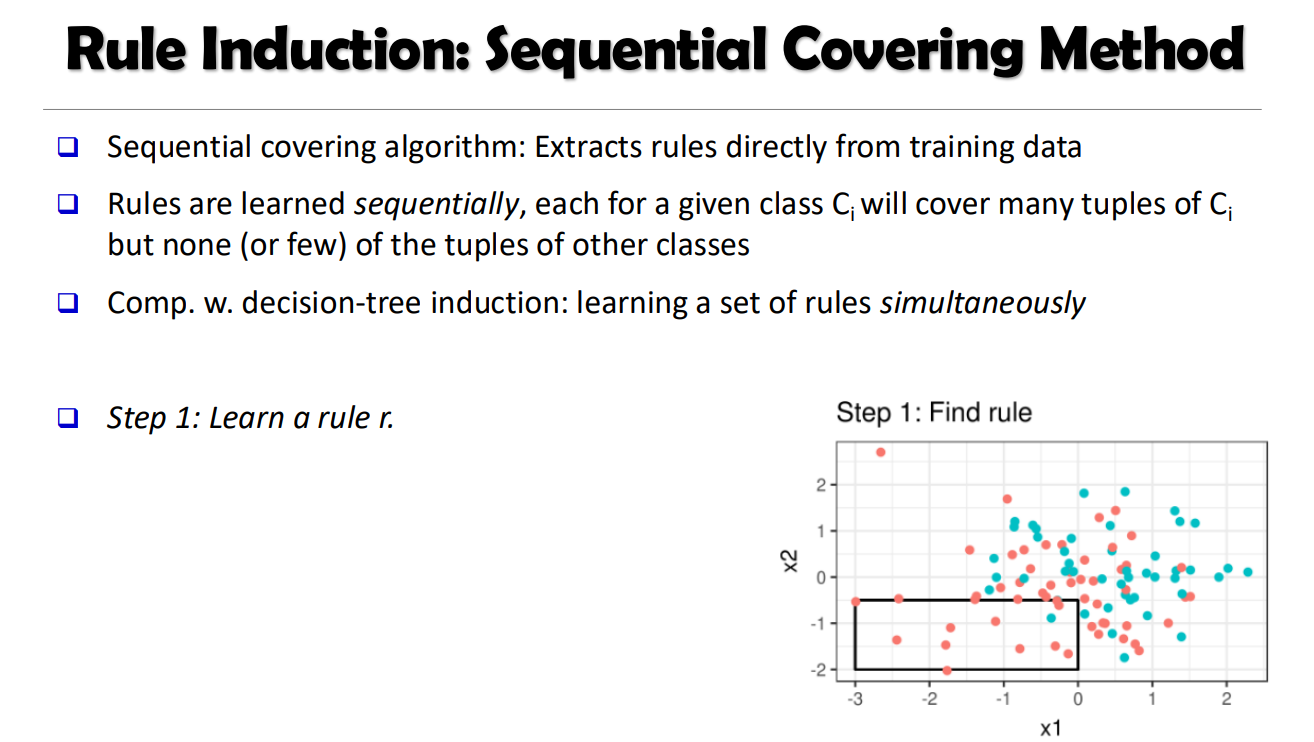 Rule Induction: Sequential Covering Method
Sequential covering algorithm: Extracts rules directly from training data
Rules are learned sequentially, each for a given class Ci will cover many tuples of Ci
but none (or few) of the tuples of other classes
Comp. w. decision-tree induction: learning a set of rules simultaneously
Step 1: Learn a rule r.
Step 1: Find rule
2
1
0
-1
-2
x2
-3 -2 -1 0 1 2
x1